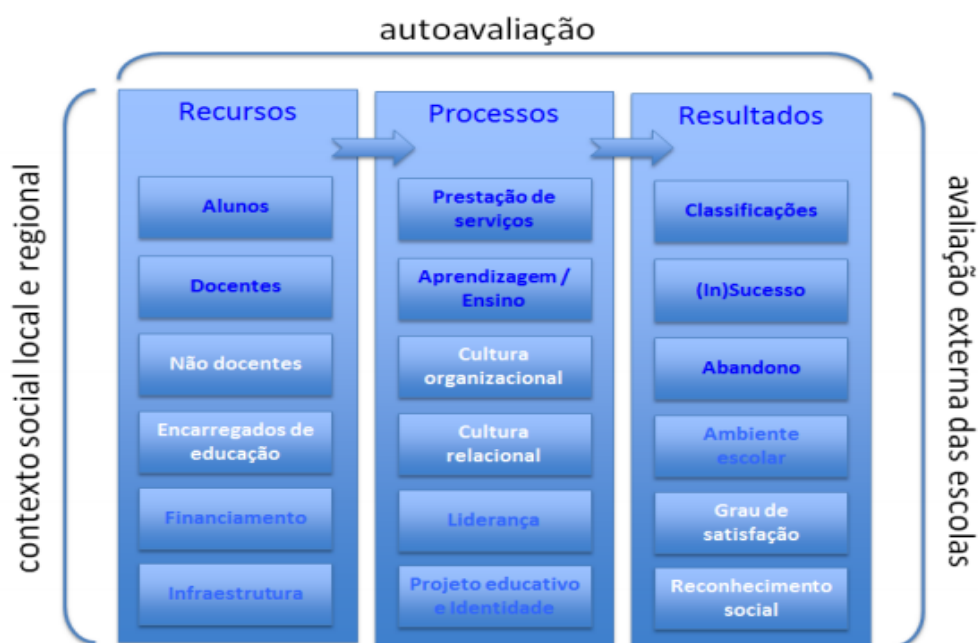 autoavaliação
contexto social local e regional
Recursos
Alunos
Docentes
Não docentes
Encarregados de
educação
Financiamento
Infraestrutura
Processos
Prestação de
serviços
Aprendizagem /
Ensino
Cultura
organizacional
Cultura
relacional
Liderança
Projeto educativo
e Identidade
Resultados
Classificações
(In)Sucesso
Abandono
Ambiente
escolar
Grau de
satisfação
Reconhecimento
social
avaliação externa das escolas